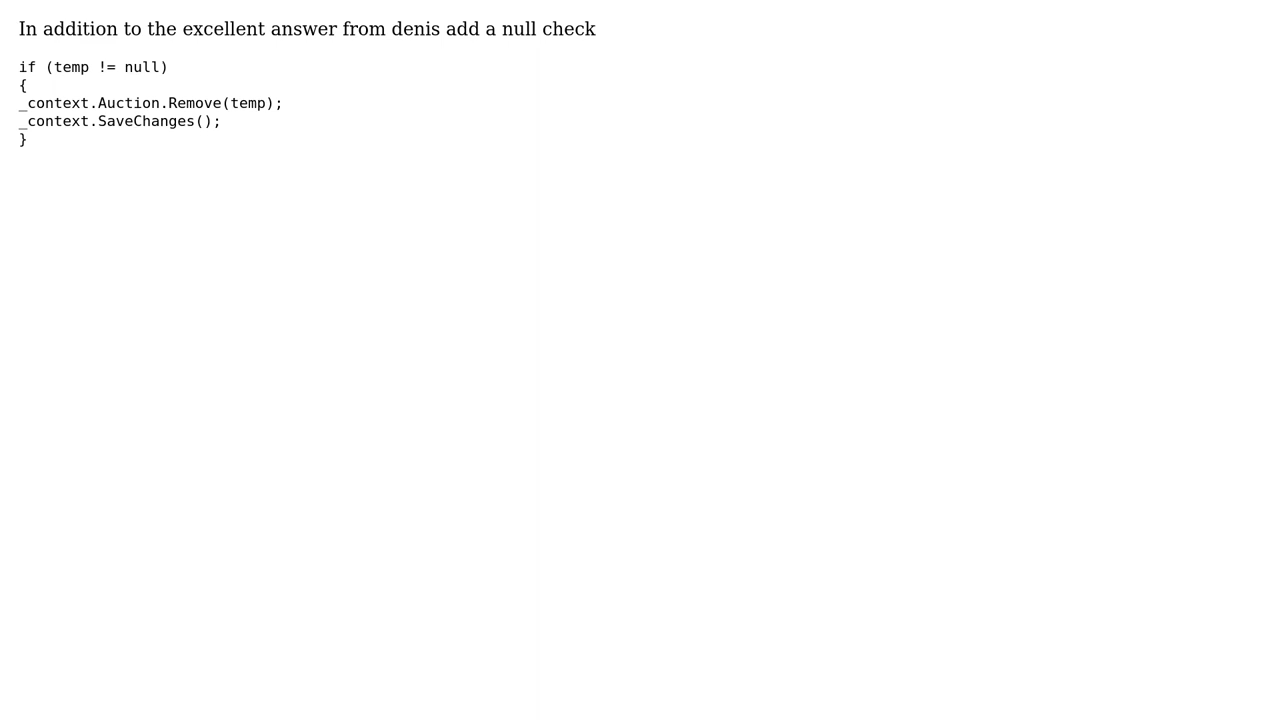 In addition to the excellent answer from denis add a null check
if (temp != null)
{
_context.Auction.Remove(temp);
_context.SaveChanges();
}